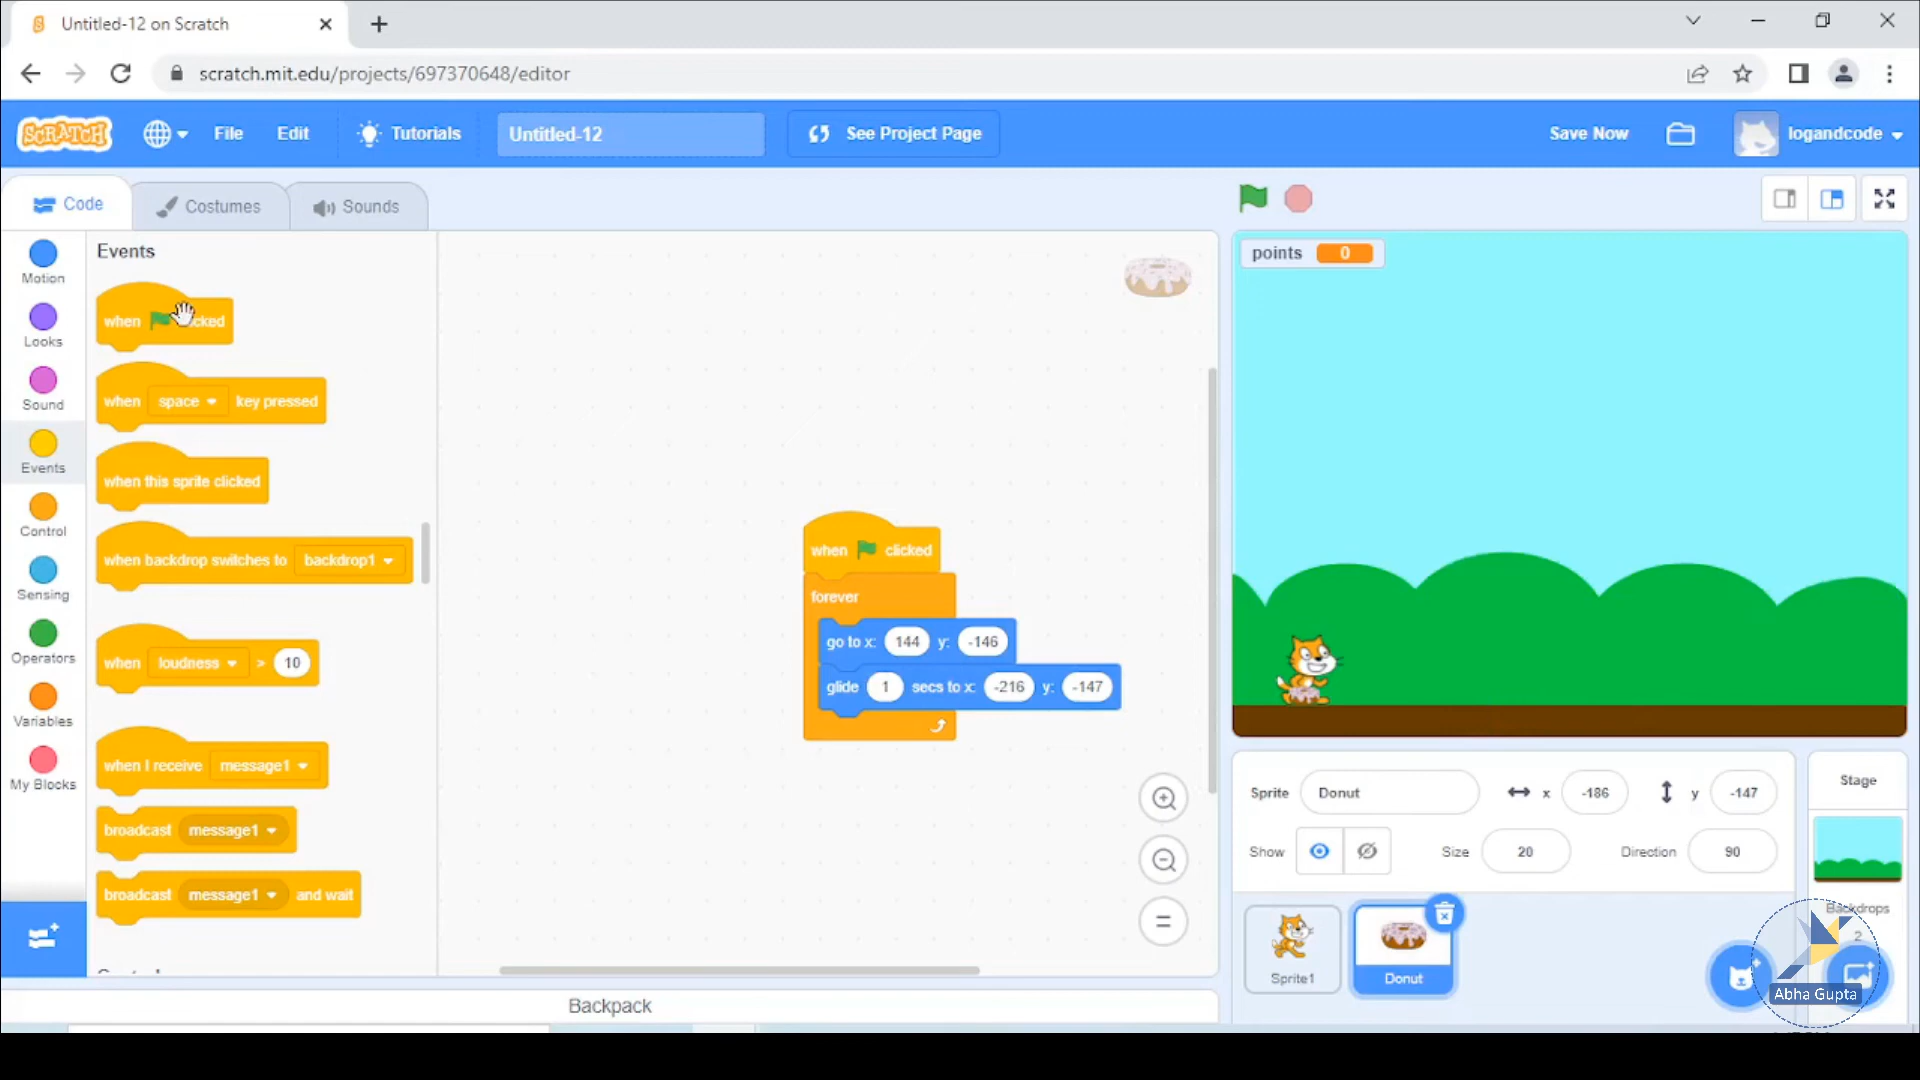 Untitled-12 on Scratch
scratch.mit.edu/projects/697370648/editor
SCRATCH
File
Edit
Tutorials
Untitled-12
See Project Page
Save Now
logandcode
Code
Costumes
Sounds
Motion
Looks
Sound
Events
Control
Sensing
Operators
Variables
My Blocks
Events
when cked
when space key pressed
when this sprite clicked
when backdrop switches to backdrop1
when loudness > 10
when I receive message1
broadcast message1
broadcast message1 and wait
when clicked
forever
go to x: 144 y: -146
glide 1 secs to x: -216 y: -147
points 0
Sprite Donut x -186 y -147
Show Size 20 Direction 90
Sprite1
Donut
Stage
Backdrops
2
Abha Gupta
Backpack